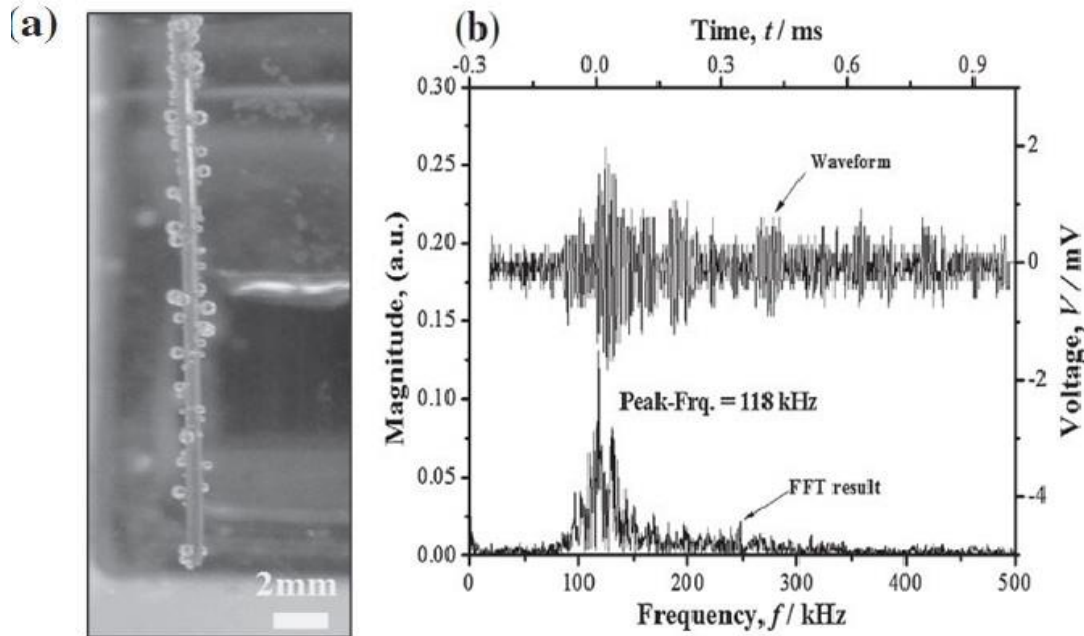 (a)
2mm
(b)
Time, t / ms
-0.3 0.0 0.3 0.6 0.9
0.30
0.25
0.20
0.15
0.10
0.05
0.00
Magnitude, (a.u.)
Waveform
Peak-Frq. = 118 kHz
FFT result
2
0
-2
-4
Voltage, V / mV
0 100 200 300 400 500
Frequency, f / kHz